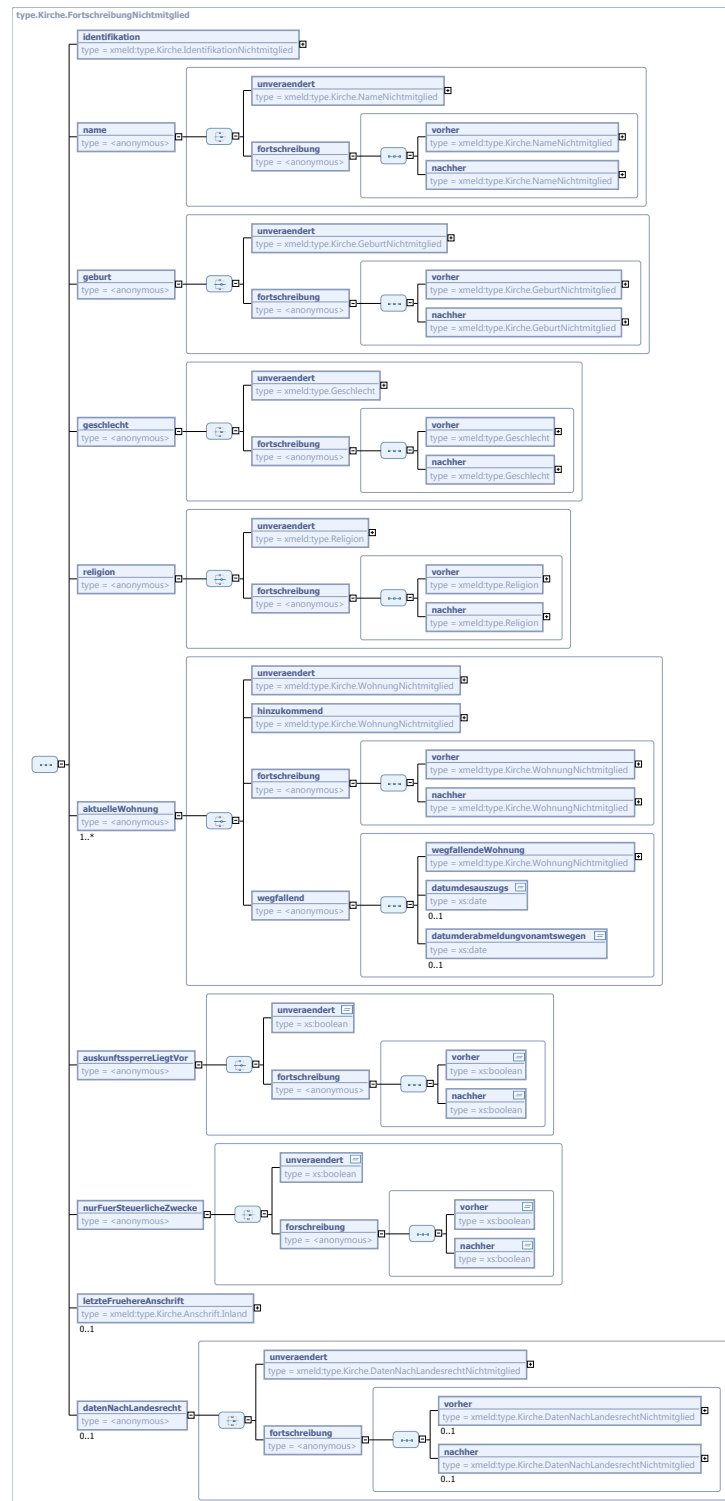 type.Kirche.FortschreibungNichtmitglied
identifikation
type = xmeld:type.Kirche.IdentifikationNichtmitglied
name
type = <anonymous>
unveraendert
type = xmeld:type.Kirche.NameNichtmitglied
fortschreibung
type = <anonymous>
vorher
type = xmeld:type.Kirche.NameNichtmitglied
nachher
type = xmeld:type.Kirche.NameNichtmitglied
geburt
type = <anonymous>
unveraendert
type = xmeld:type.Kirche.GeburtNichtmitglied
fortschreibung
type = <anonymous>
vorher
type = xmeld:type.Kirche.GeburtNichtmitglied
nachher
type = xmeld:type.Kirche.GeburtNichtmitglied
geschlecht
type = <anonymous>
unveraendert
type = xmeld:type.Geschlecht
fortschreibung
type = <anonymous>
vorher
type = xmeld:type.Geschlecht
nachher
type = xmeld:type.Geschlecht
religion
type = <anonymous>
unveraendert
type = xmeld:type.Religion
fortschreibung
type = <anonymous>
vorher
type = xmeld:type.Religion
nachher
type = xmeld:type.Religion
aktuelleWohnung
type = <anonymous>
1..*
unveraendert
type = xmeld:type.Kirche.WohnungNichtmitglied
hinzukommend
type = xmeld:type.Kirche.WohnungNichtmitglied
fortschreibung
type = <anonymous>
vorher
type = xmeld:type.Kirche.WohnungNichtmitglied
nachher
type = xmeld:type.Kirche.WohnungNichtmitglied
wegfallend
type = <anonymous>
wegfallendeWohnung
type = xmeld:type.Kirche.WohnungNichtmitglied
datumdesauszugs
type = xs:date
0..1
datumderabmeldungvonamtswegen
type = xs:date
0..1
auskunftssperreLiegtVor
type = <anonymous>
unveraendert
type = xs:boolean
fortschreibung
type = <anonymous>
vorher
type = xs:boolean
nachher
type = xs:boolean
nurFuerSteuerlicheZwecke
type = <anonymous>
unveraendert
type = xs:boolean
forschreibung
type = <anonymous>
vorher
type = xs:boolean
nachher
type = xs:boolean
letzteFruehereAnschrift
type = xmeld:type.Kirche.Anschrift.Inland
0..1
datenNachLandesrecht
type = <anonymous>
0..1
unveraendert
type = xmeld:type.Kirche.DatenNachLandesrechtNichtmitglied
fortschreibung
type = <anonymous>
vorher
type = xmeld:type.Kirche.DatenNachLandesrechtNichtmitglied
0..1
nachher
type = xmeld:type.Kirche.DatenNachLandesrechtNichtmitglied
0..1